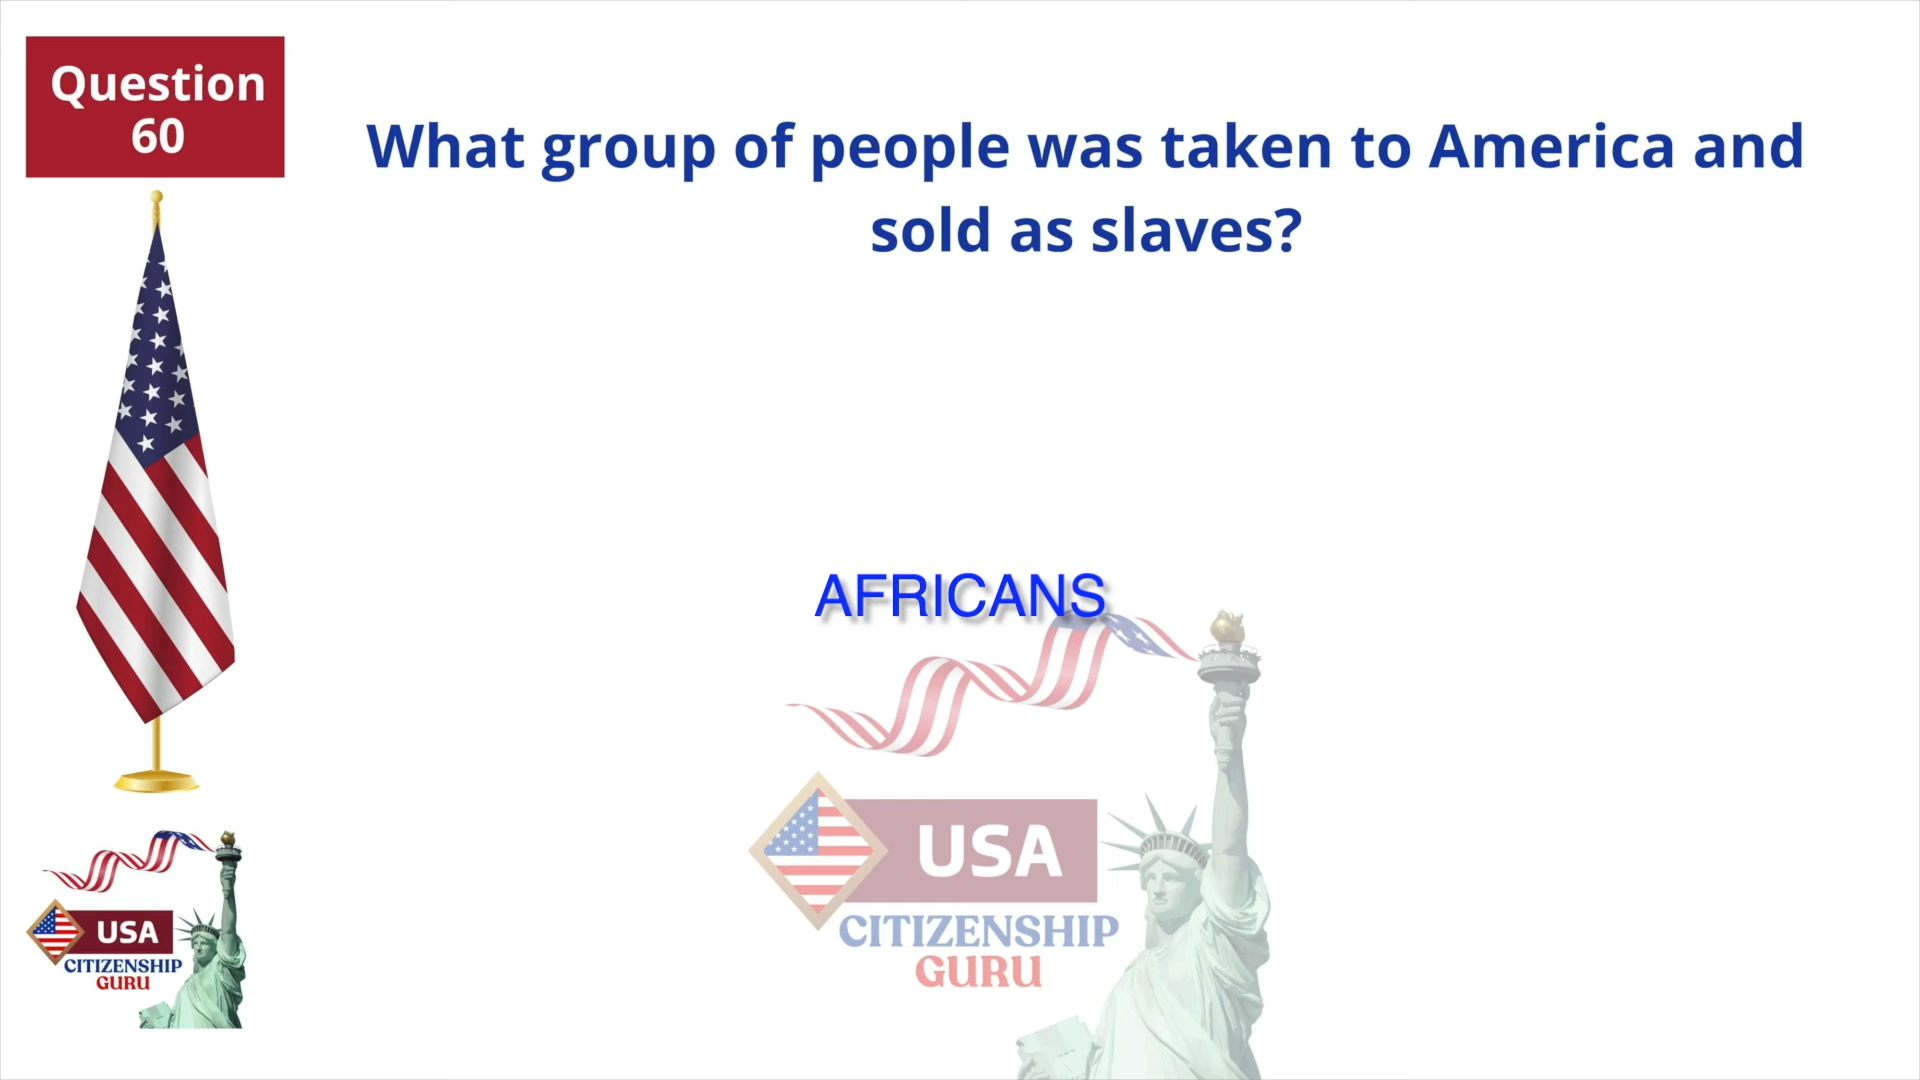 Question
60
What group of people was taken to America and
sold as slaves?
AFRICANS
USA
CITIZENSHIP
GURU
USA
CITIZENSHIP
GURU